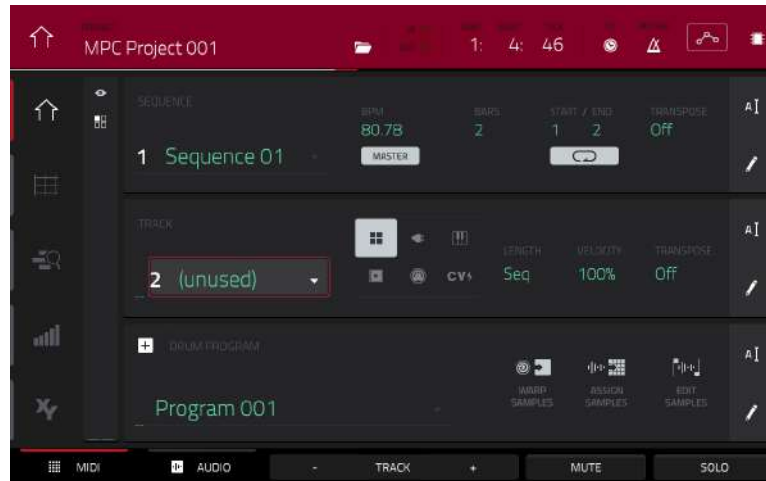 MPC Project 001
1: 4: 46
SEQUENCE
BPM BARS START / END TRANSPOSE
80.78 2 1 2 Off
1 Sequence 01
MASTER
TRACK
LENGTH VELOCITY TRANSPOSE
2 (unused)
Seq 100% Off
CV
DRUM PROGRAM
WARP SAMPLES ASSIGN SAMPLES EDIT SAMPLES
Program 001
XY
MIDI AUDIO - TRACK + MUTE SOLO